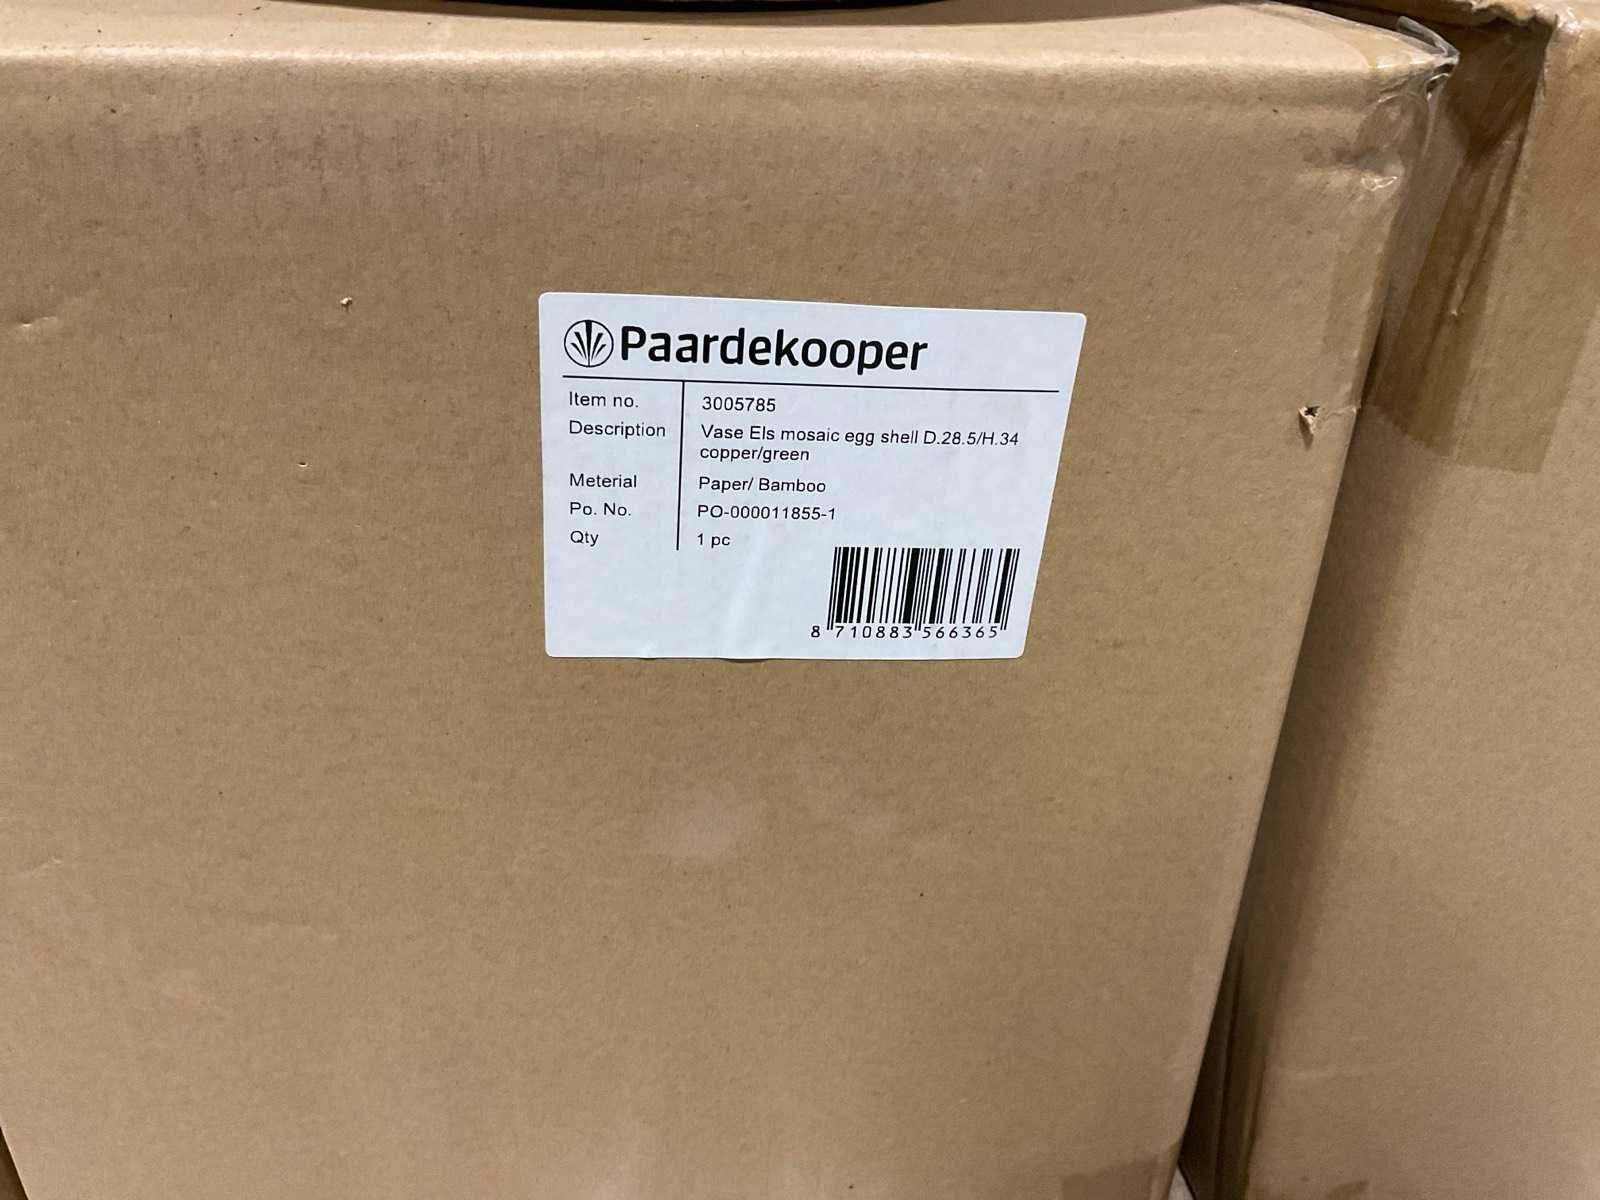 Paardekooper
Item no. 3005785
Description Vase Els mosaic egg shell D.28.5/H.34
copper/green
Meterial Paper/ Bamboo
Po. No. PO-000011855-1
Qty 1 pc
8 710883 566365